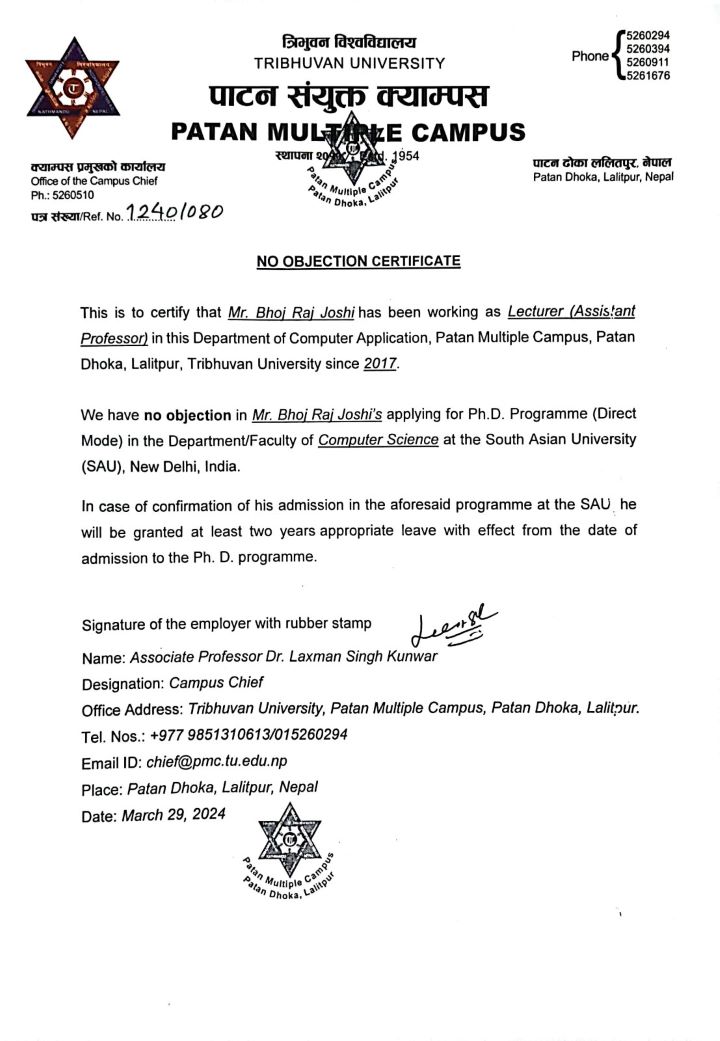 त्रिभुवन विश्वविद्यालय
TRIBHUVAN UNIVERSITY
पाटन संयुक्त क्याम्पस
PATAN MULTIPLE CAMPUS
स्थापना Estd. 1954
Phone
5260294
5260394
5260911
5261676
क्याम्पस प्रमुखको कार्यालय
Office of the Campus Chief
Ph.: 5260510
पत्र संख्या/Ref. No. 1240/080
पाटन ढोका ललितपुर, नेपाल
Patan Dhoka, Lalitpur, Nepal
Patan Multiple Campus
Patan Dhoka, Lalitpur
NO OBJECTION CERTIFICATE
This is to certify that Mr. Bhoj Raj Joshi has been working as Lecturer (Assistant
Professor) in this Department of Computer Application, Patan Multiple Campus, Patan
Dhoka, Lalitpur, Tribhuvan University since 2017.
We have no objection in Mr. Bhoj Raj Joshi's applying for Ph.D. Programme (Direct
Mode) in the Department/Faculty of Computer Science at the South Asian University
(SAU), New Delhi, India.
In case of confirmation of his admission in the aforesaid programme at the SAU he
will be granted at least two years appropriate leave with effect from the date of
admission to the Ph. D. programme.
Signature of the employer with rubber stamp
Name: Associate Professor Dr. Laxman Singh Kunwar
Designation: Campus Chief
Office Address: Tribhuvan University, Patan Multiple Campus, Patan Dhoka, Lalitpur.
Tel. Nos.: +977 9851310613/015260294
Email ID: chief@pmc.tu.edu.np
Place: Patan Dhoka, Lalitpur, Nepal
Date: March 29, 2024
Patan Multiple Campus
Patan Dhoka, Lalitpur